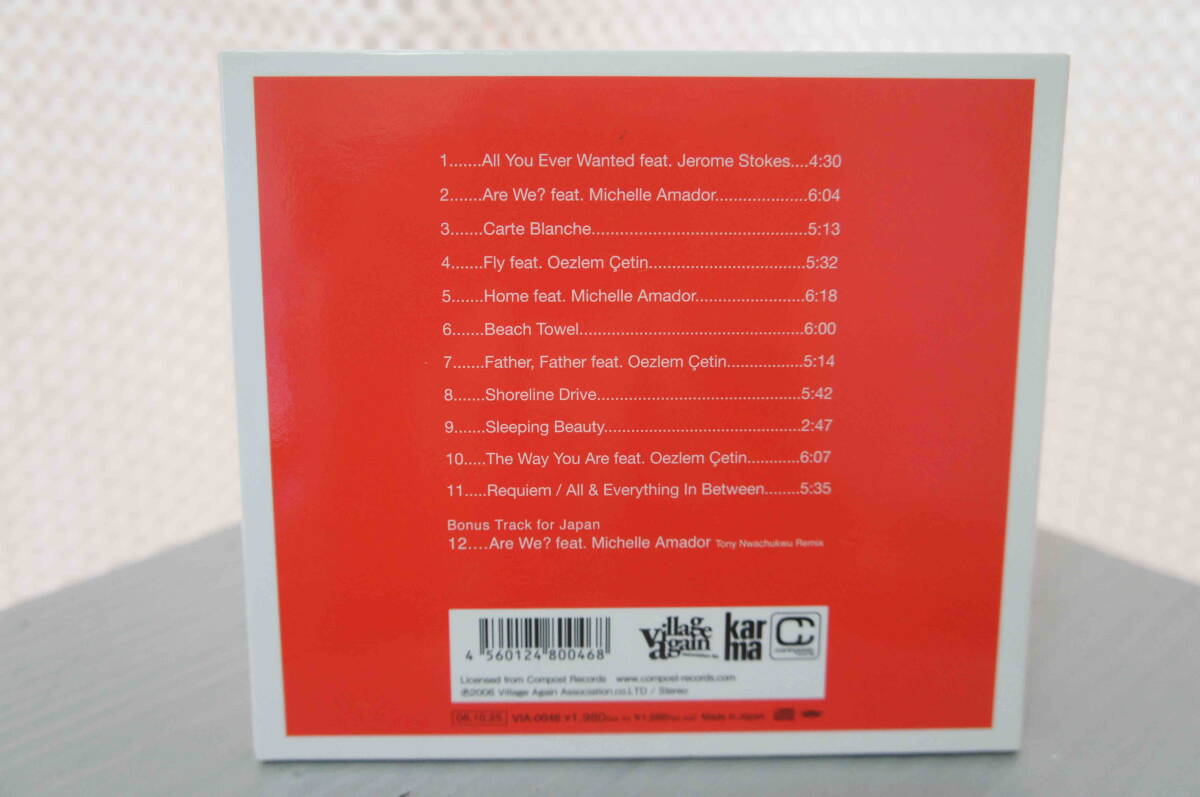 1.......All You Ever Wanted feat. Jerome Stokes....4:30
2.......Are We? feat. Michelle Amador....................6:04
3.......Carte Blanche...............................................5:13
4.......Fly feat. Oezlem Çetin..................................5:32
5.......Home feat. Michelle Amador........................6:18
6.......Beach Towel.................................................6:00
7.......Father, Father feat. Oezlem Çetin.................5:14
8.......Shoreline Drive.............................................5:42
9.......Sleeping Beauty...........................................2:47
10.....The Way You Are feat. Oezlem Çetin............6:07
11.....Requiem / All & Everything In Between........5:35
Bonus Track for Japan
12....Are We? feat. Michelle Amador Tony Nwachukwu Remix
4 560124 800468
Village Again
karma
Licensed from Compost Records www.compost-records.com
℗2006 Village Again Association.co.LTD / Stereo
06.10.25 VIA-0046 ¥1,980 Made in Japan